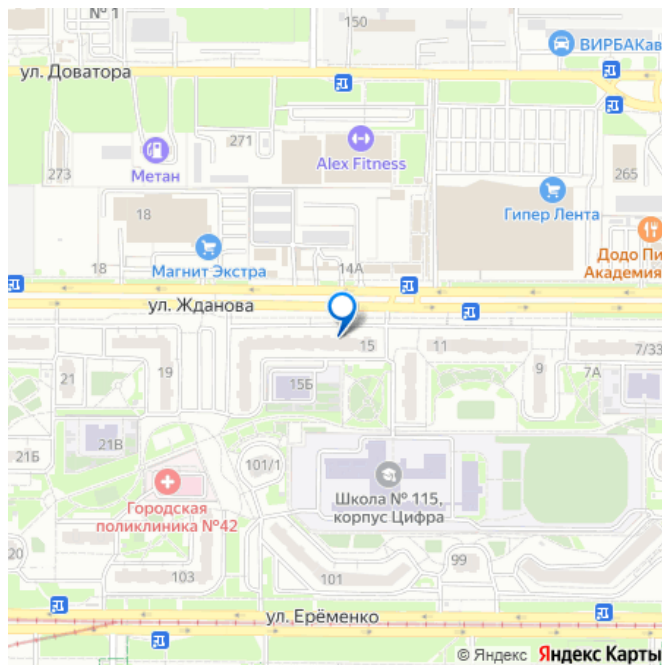 № 1
150
ВИРБАКав
ул. Доватора
271
Метан
Alex Fitness
273
265
18
Гипер Лента
Магнит Экстра
18
14А
Додо Пи
Академия
ул. Жданова
15
11
7/33
19
21
9
7А
15Б
21В
21Б
101/1
Школа № 115,
корпус Цифра
Городская
поликлиника №42
20
99
103
101
ул. Ерёменко
© Яндекс Яндекс Карты